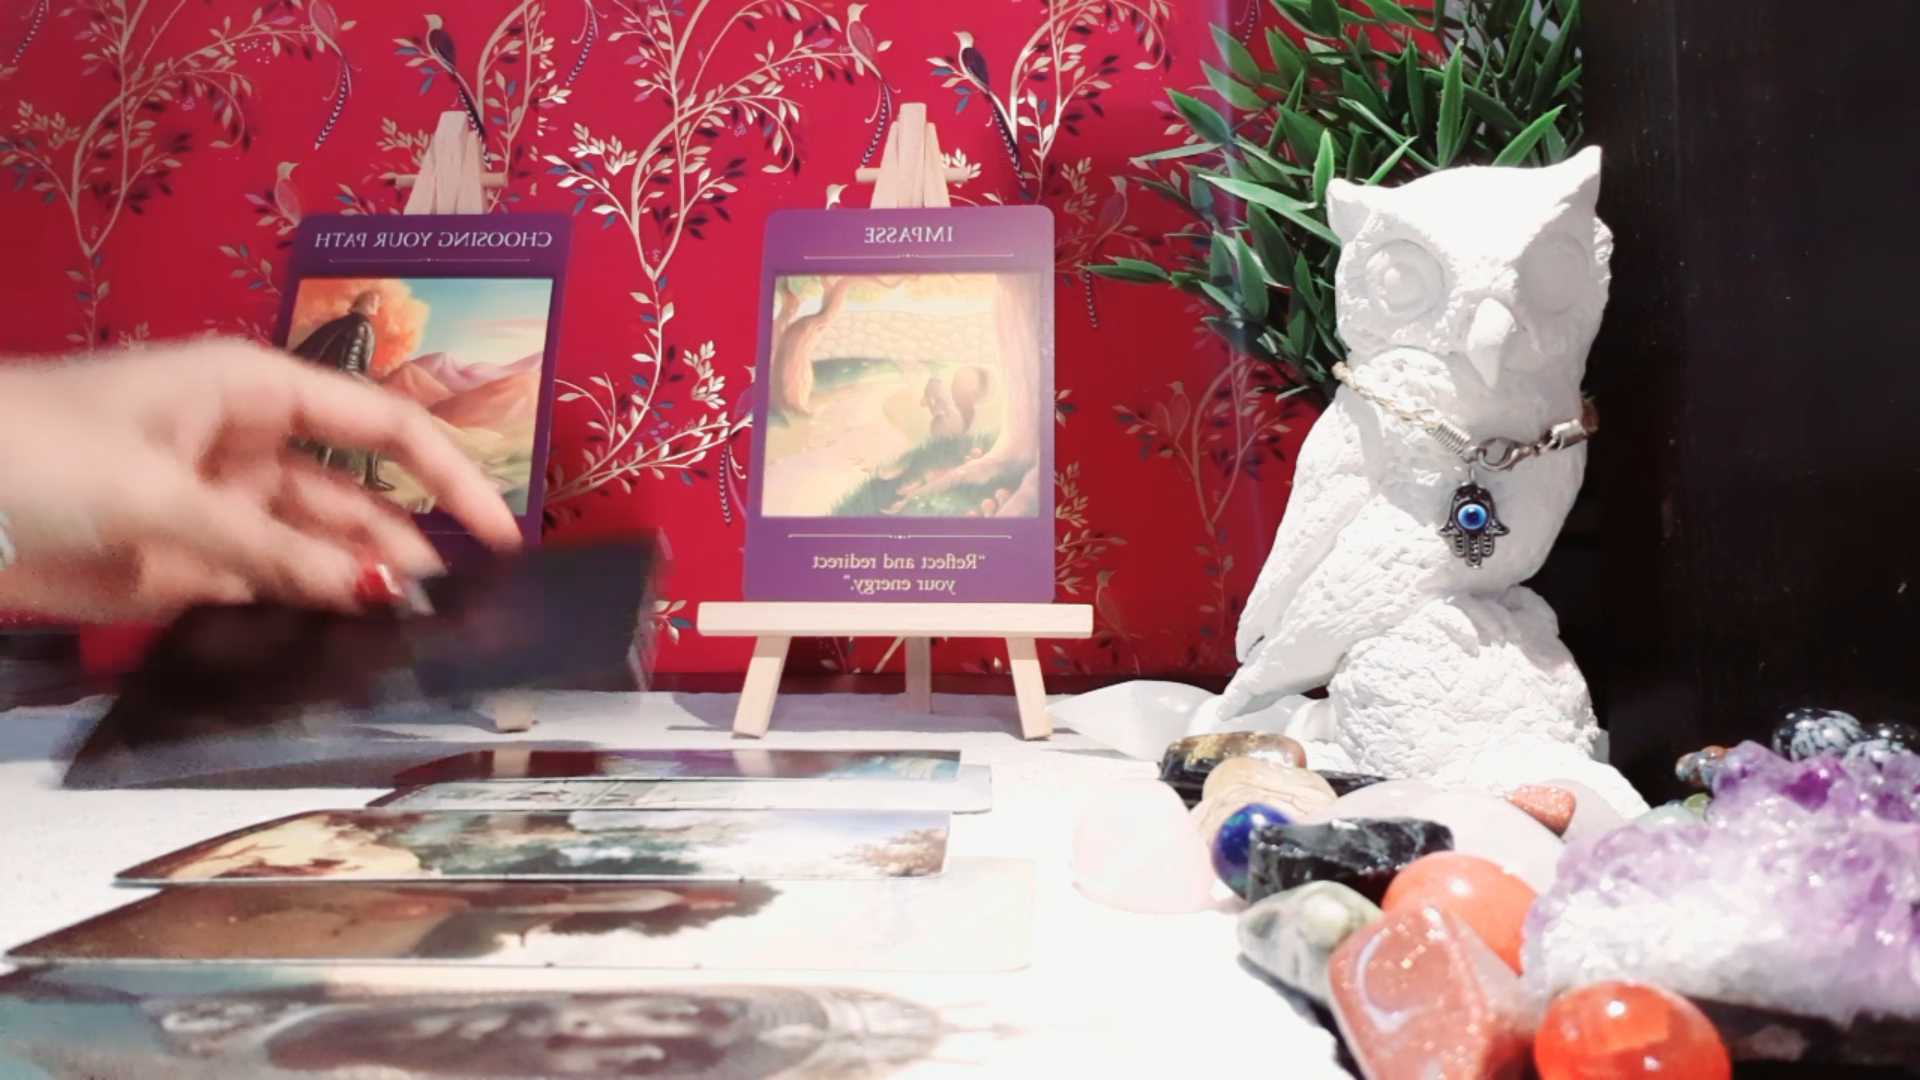 CHOOSING YOUR PATH
IMPASSE
"Reflect and redirect
your energy."